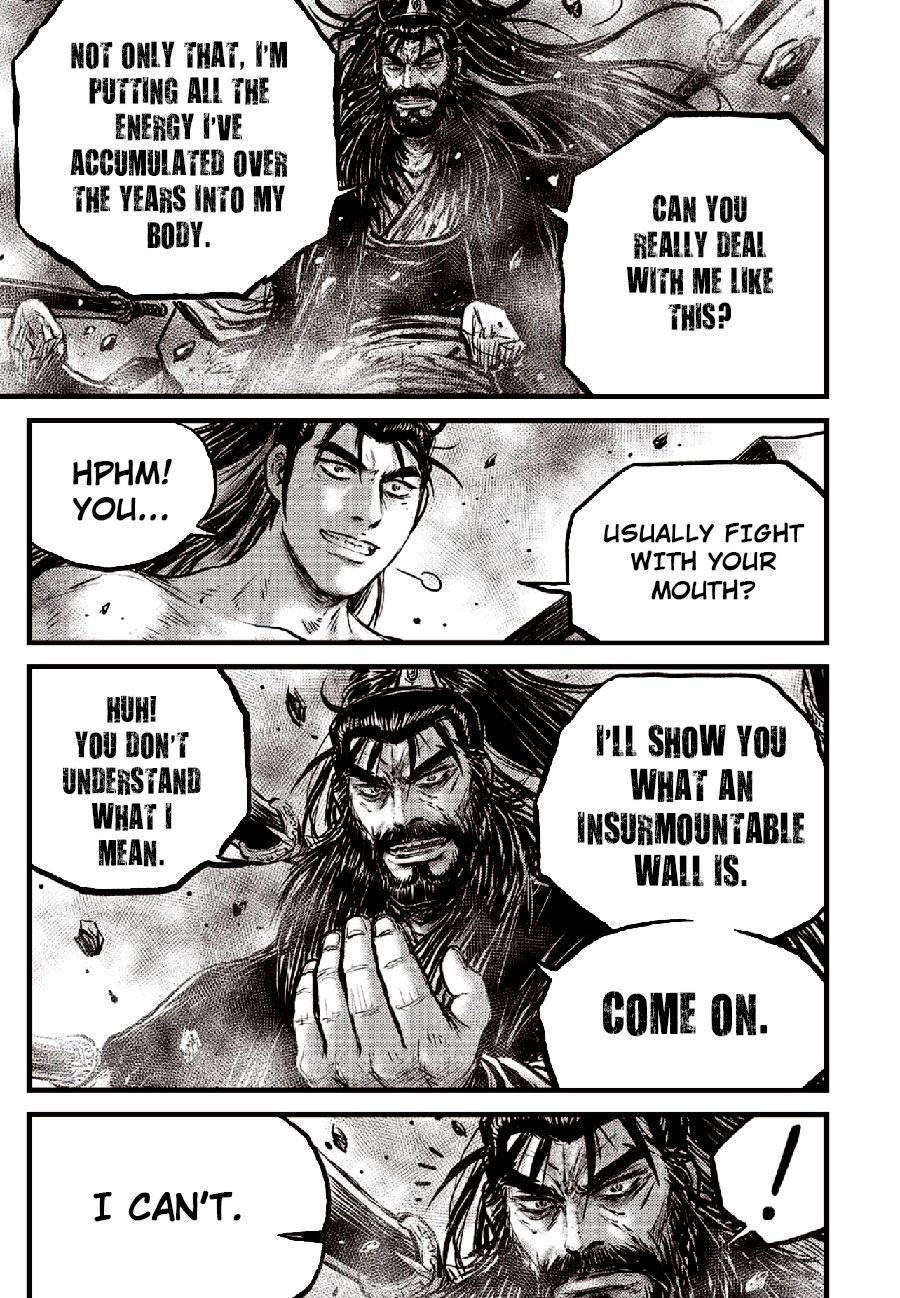 NOT ONLY THAT, I'M
PUTTING ALL THE
ENERGY I'VE
ACCUMULATED OVER
THE YEARS INTO MY
BODY.
CAN YOU
REALLY DEAL
WITH ME LIKE
THIS?
HPHM!
YOU...
USUALLY FIGHT
WITH YOUR
MOUTH?
HUH!
YOU DON'T
UNDERSTAND
WHAT I
MEAN.
I'LL SHOW YOU
WHAT AN
INSURMOUNTABLE
WALL IS.
COME ON.
I CAN'T.
!